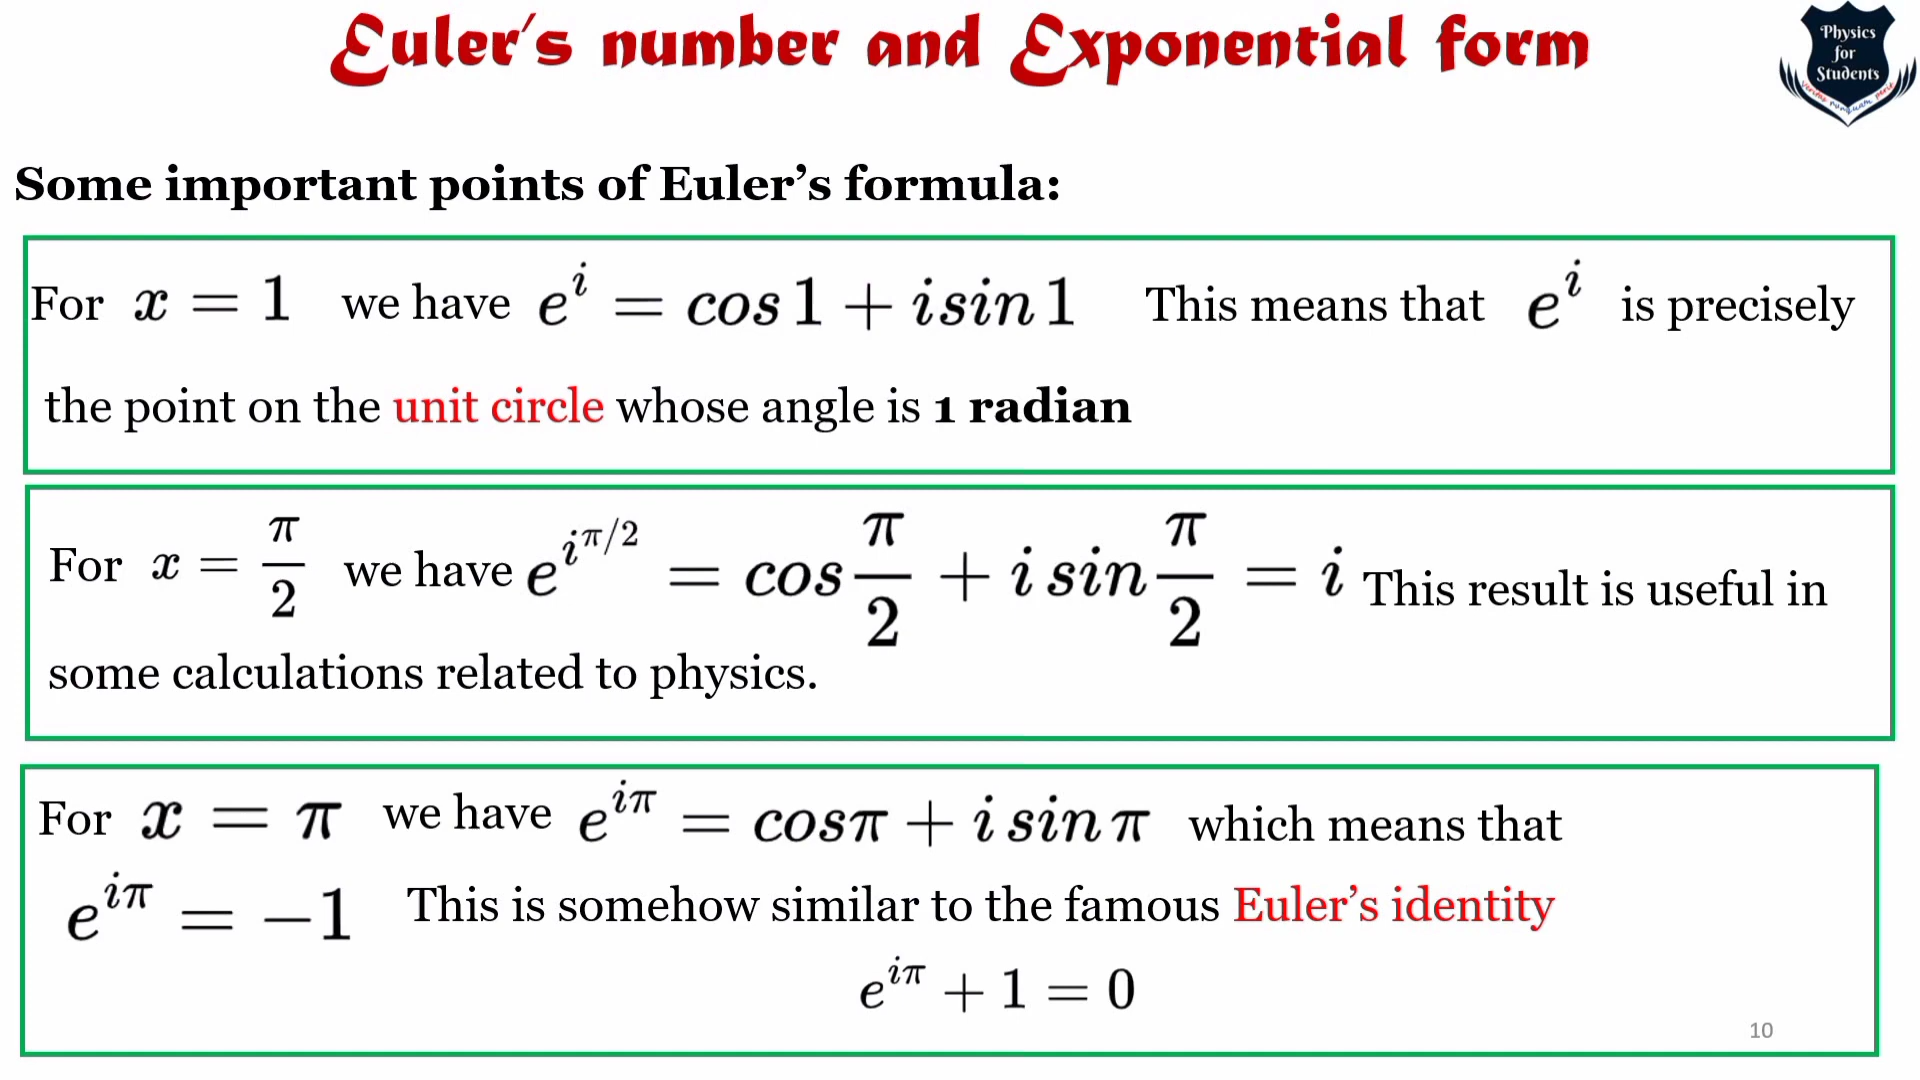 Euler's number and Exponential form
Physics
for
Students
veritas nunquam perit
Some important points of Euler's formula:
For x = 1 we have e^i = cos 1 + i sin 1 This means that e^i is precisely
the point on the unit circle whose angle is 1 radian
For x = π/2 we have e^{i^{π/2}} = cos π/2 + i sin π/2 = i This result is useful in
some calculations related to physics.
For x = π we have e^{iπ} = cosπ + i sin π which means that
e^{iπ} = −1 This is somehow similar to the famous Euler's identity
e^{iπ} + 1 = 0
10